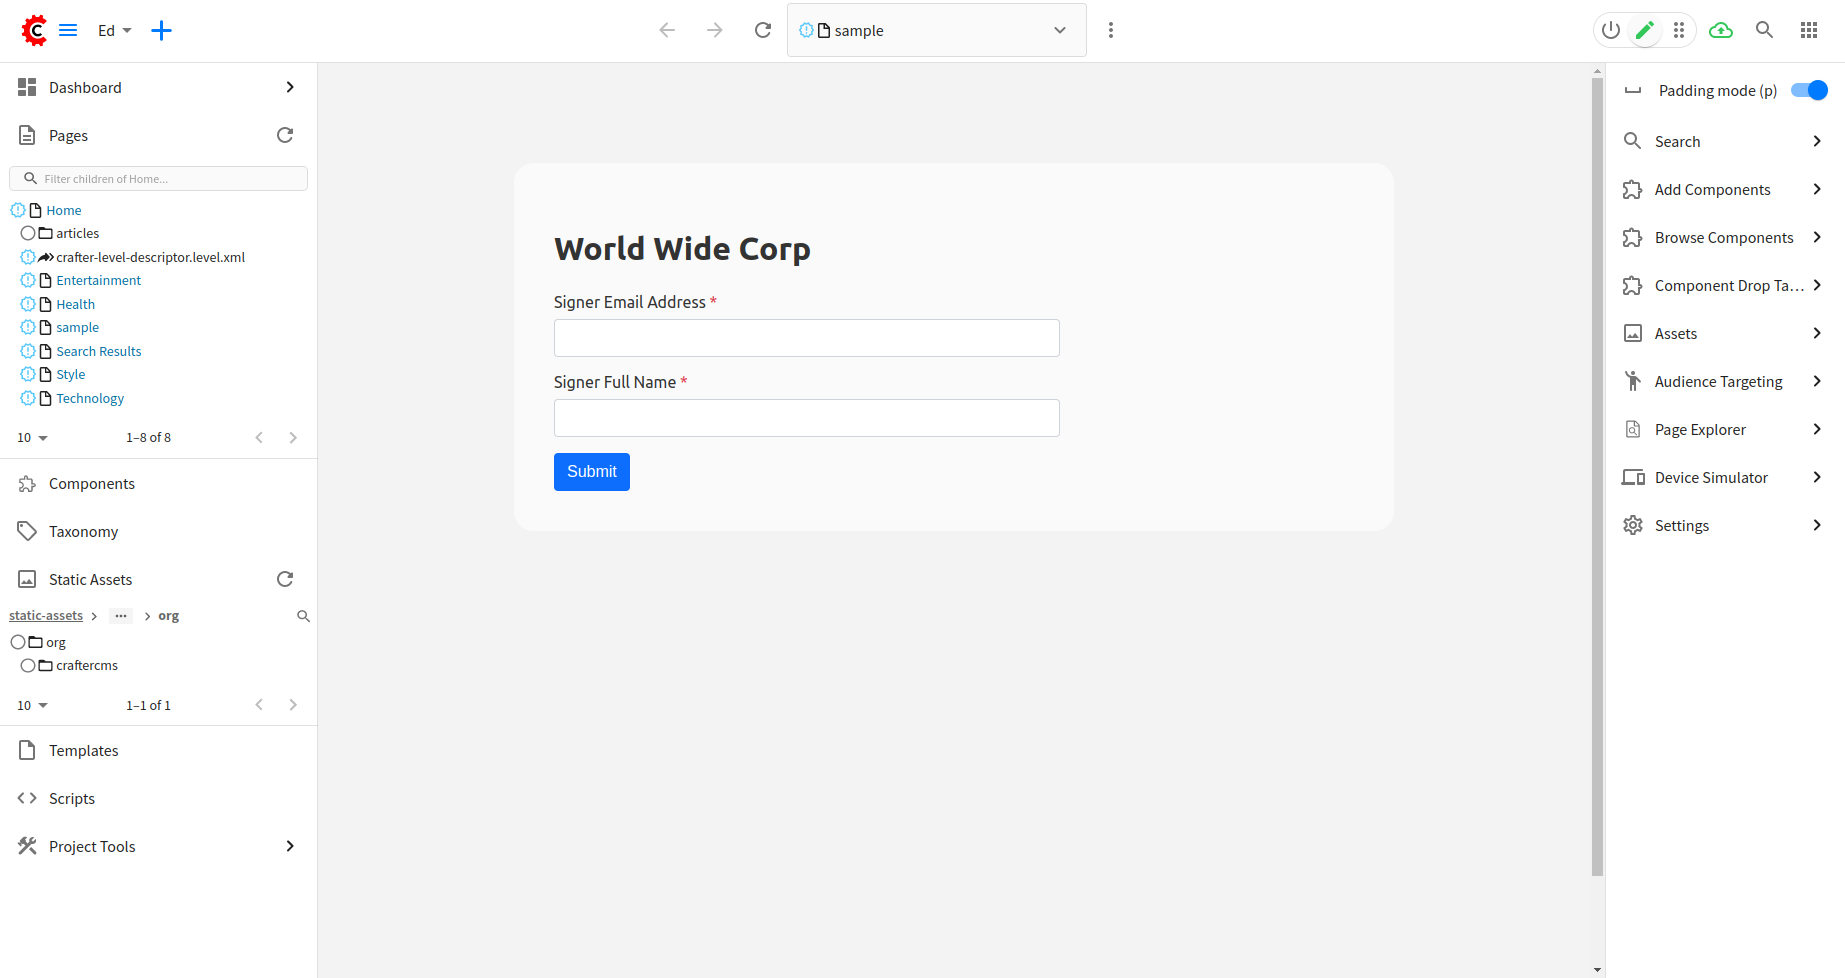 Ed
sample
Dashboard
Pages
Filter children of Home...
Home
articles
crafter-level-descriptor.level.xml
Entertainment
Health
sample
Search Results
Style
Technology
10
1–8 of 8
Components
Taxonomy
Static Assets
static-assets > ... > org
org
craftercms
10
1–1 of 1
Templates
Scripts
Project Tools
World Wide Corp
Signer Email Address *
Signer Full Name *
Submit
Padding mode (p)
Search
Add Components
Browse Components
Component Drop Ta...
Assets
Audience Targeting
Page Explorer
Device Simulator
Settings